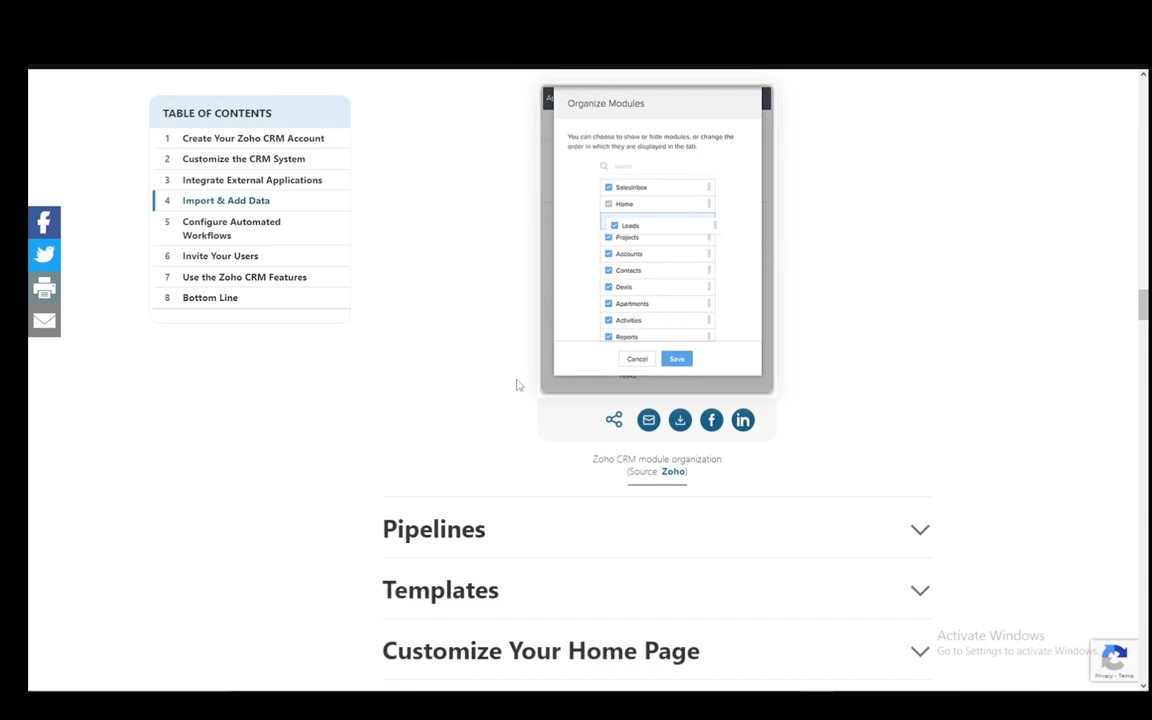 TABLE OF CONTENTS
1 Create Your Zoho CRM Account
2 Customize the CRM System
3 Integrate External Applications
4 Import & Add Data
5 Configure Automated
Workflows
6 Invite Your Users
7 Use the Zoho CRM Features
8 Bottom Line
Organize Modules
You can choose to show or hide modules, or change the
order in which they are displayed in the tab.
Search
SalesInbox
Home
Leads
Projects
Accounts
Contacts
Deals
Apartments
Activities
Reports
Cancel Save
Zoho CRM module organization
(Source: Zoho)
Pipelines
Templates
Customize Your Home Page
Activate Windows
Go to Settings to activate Windows.
Privacy - Terms